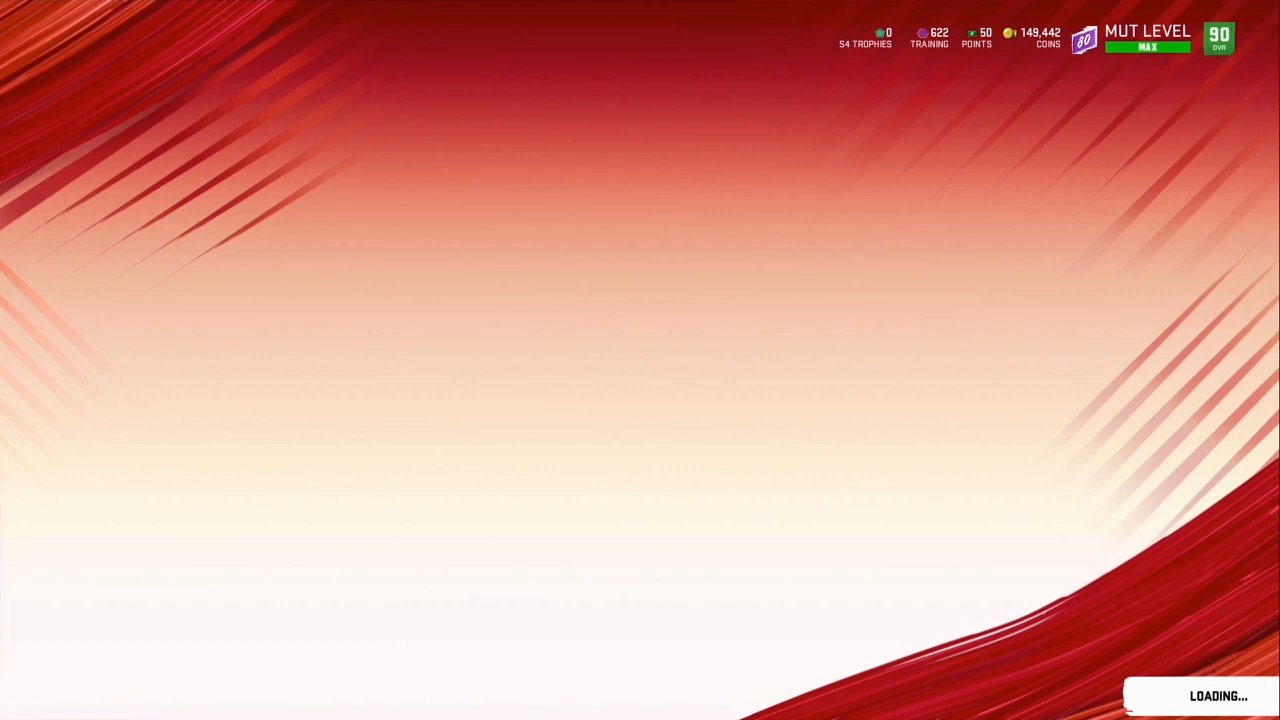 0
S4 TROPHIES
622
TRAINING
50
POINTS
149,442
COINS
80
MUT LEVEL
MAX
90
OVR
LOADING...